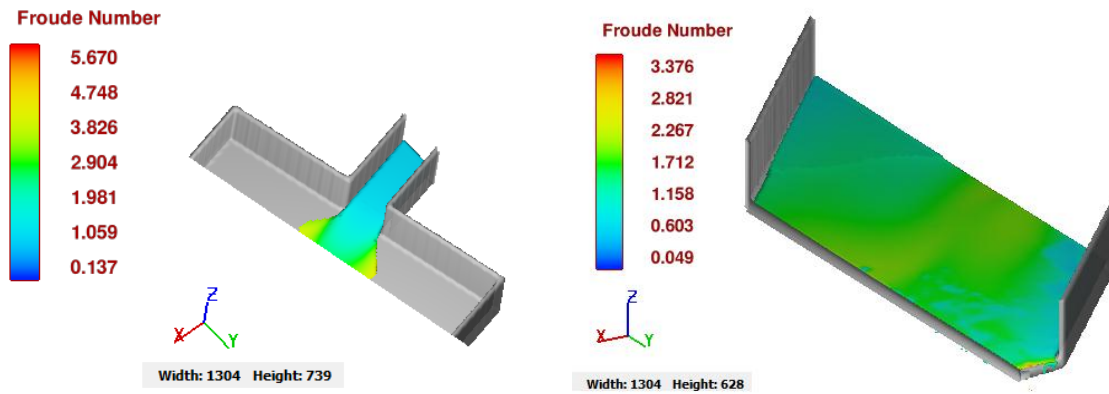 Froude Number
5.670
4.748
3.826
2.904
1.981
1.059
0.137
Z
X
Y
Width: 1304 Height: 739
Froude Number
3.376
2.821
2.267
1.712
1.158
0.603
0.049
Z
X
Y
Width: 1304 Height: 628